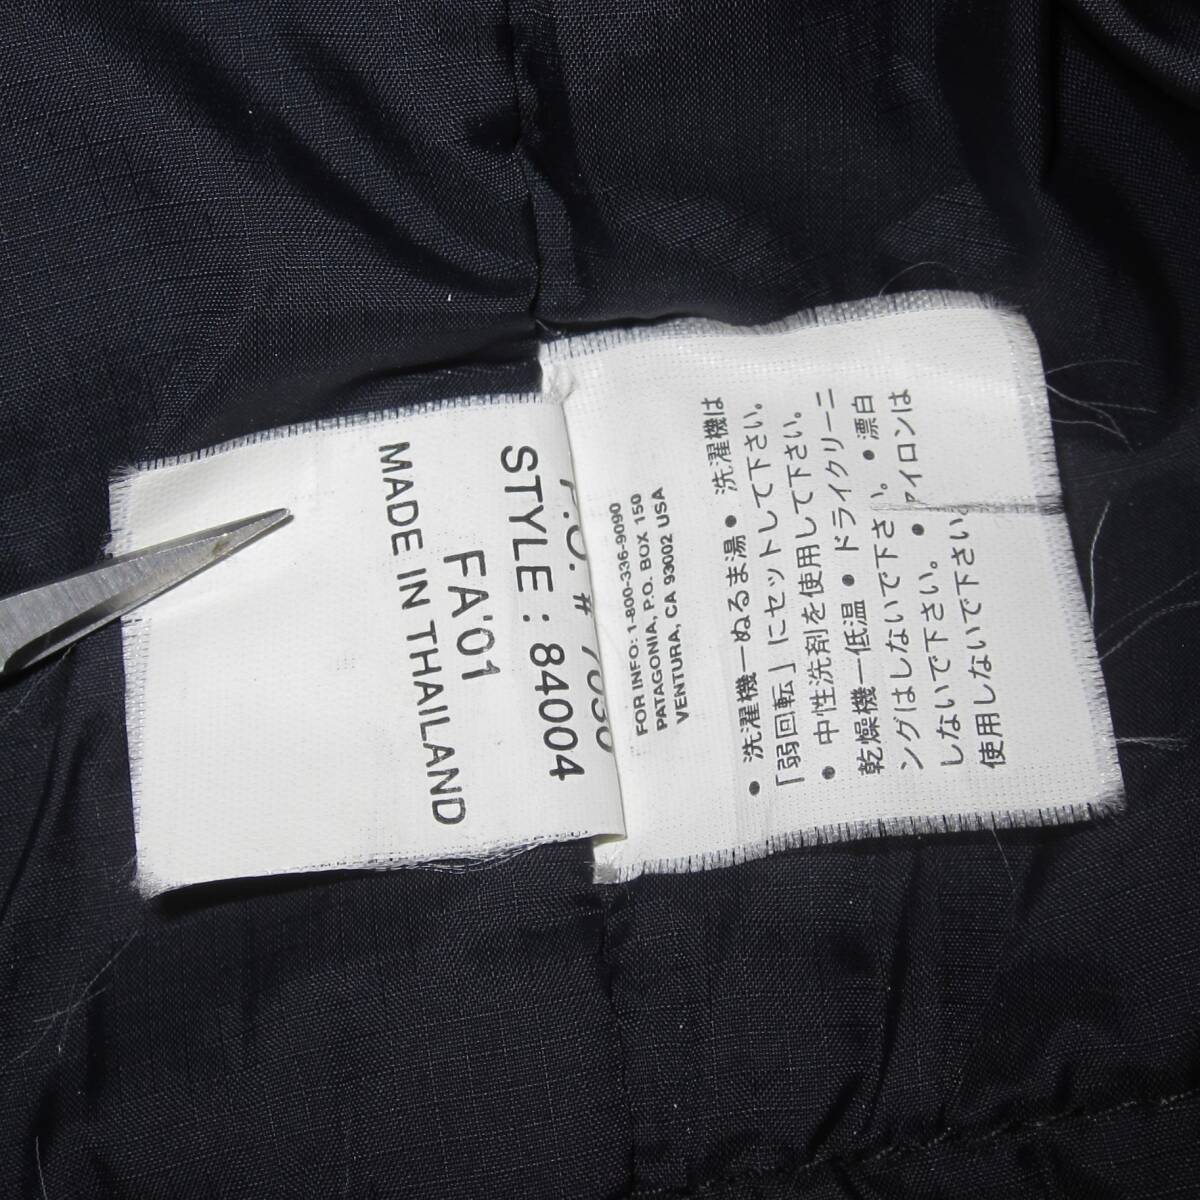 P.O. # 7036
STYLE : 84004
FA'01
MADE IN THAILAND
FOR INFO: 1-800-336-9090
PATAGONIA, P.O. BOX 150
VENTURA, CA 93002 USA
● 洗濯機ーぬるま湯● 洗濯機は
「弱回転」にセットして下さい。
● 中性洗剤を使用して下さい。
乾燥機ー低温●ドライクリーニ
ングはしないで下さい。●漂白
しないで下さい。● アイロンは
使用しないで下さい